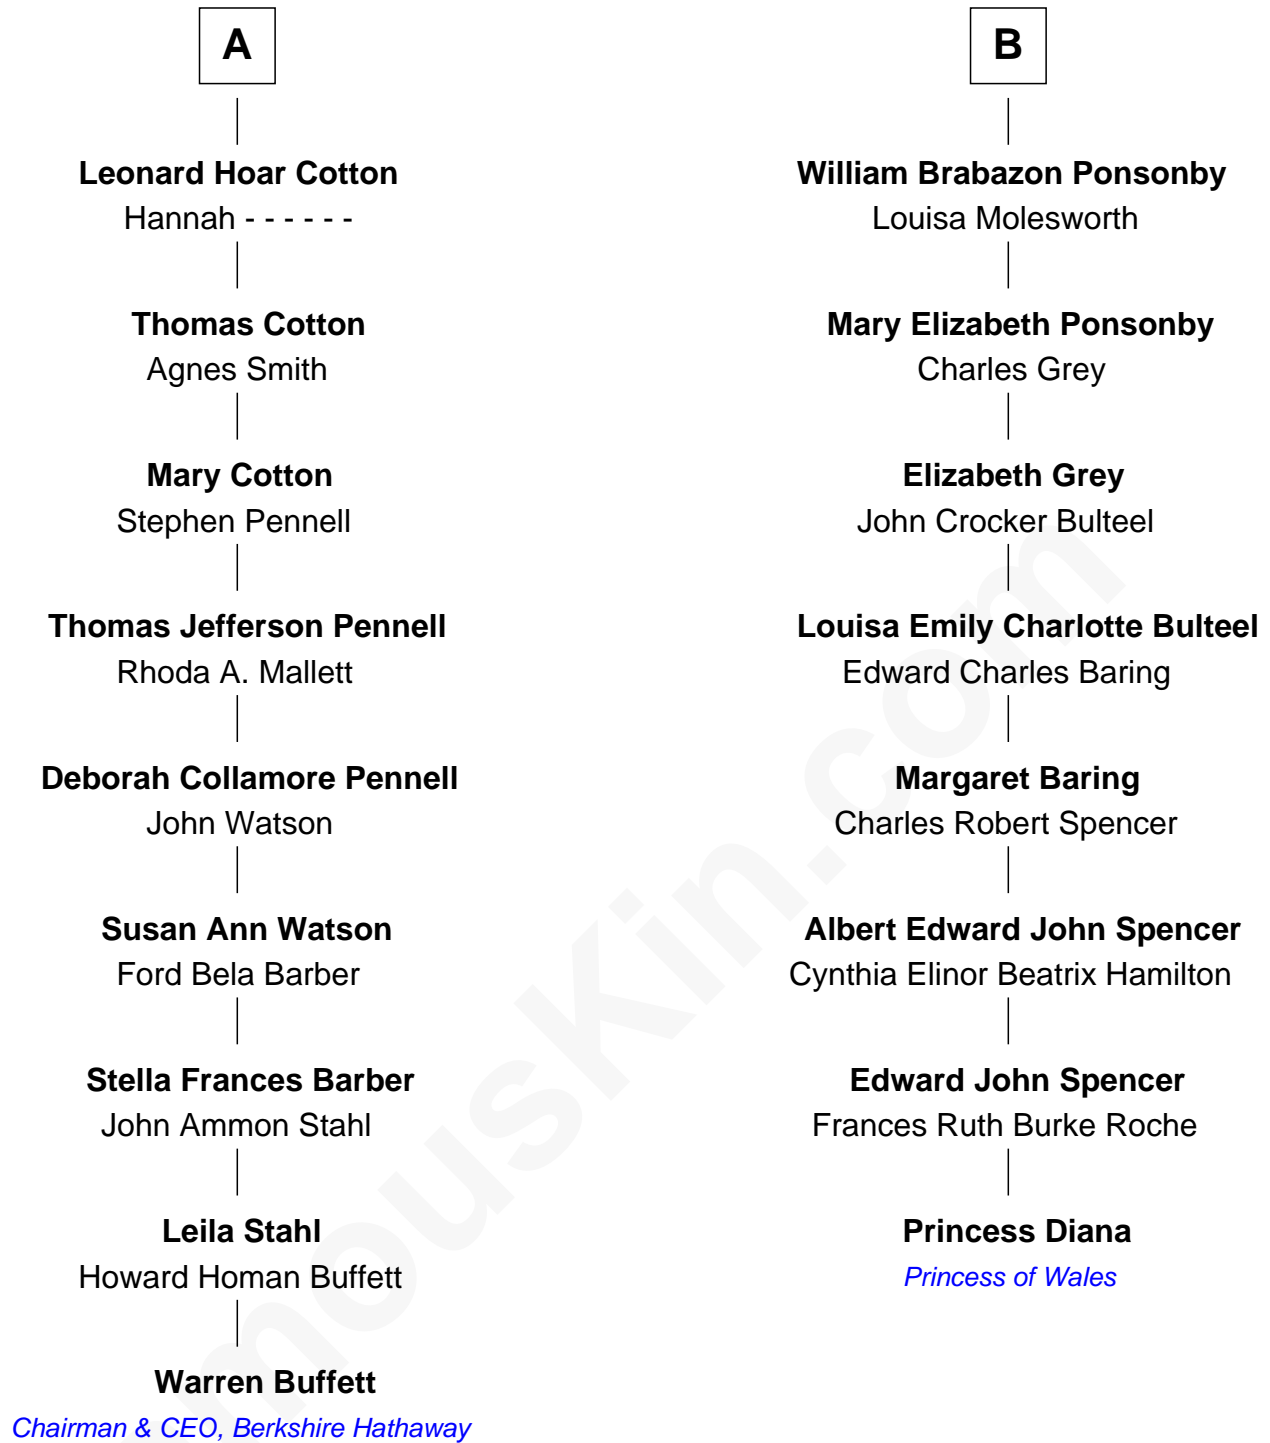 A
Leonard Hoar Cotton
Hannah - - - - - -
Thomas Cotton
Agnes Smith
Mary Cotton
Stephen Pennell
Thomas Jefferson Pennell
Rhoda A. Mallett
Deborah Collamore Pennell
John Watson
Susan Ann Watson
Ford Bela Barber
Stella Frances Barber
John Ammon Stahl
Leila Stahl
Howard Homan Buffett
Warren Buffett
Chairman & CEO, Berkshire Hathaway
B
William Brabazon Ponsonby
Louisa Molesworth
Mary Elizabeth Ponsonby
Charles Grey
Elizabeth Grey
John Crocker Bulteel
Louisa Emily Charlotte Bulteel
Edward Charles Baring
Margaret Baring
Charles Robert Spencer
Albert Edward John Spencer
Cynthia Elinor Beatrix Hamilton
Edward John Spencer
Frances Ruth Burke Roche
Princess Diana
Princess of Wales
mousKin.com